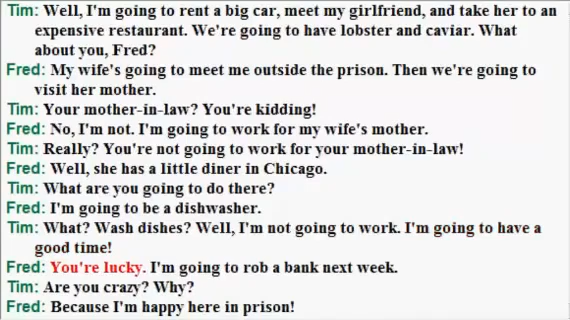 Tim: Well, I'm going to rent a big car, meet my girlfriend, and take her to an
expensive restaurant. We're going to have lobster and caviar. What
about you, Fred?
Fred: My wife's going to meet me outside the prison. Then we're going to
visit her mother.
Tim: Your mother-in-law? You're kidding!
Fred: No, I'm not. I'm going to work for my wife's mother.
Tim: Really? You're not going to work for your mother-in-law!
Fred: Well, she has a little diner in Chicago.
Tim: What are you going to do there?
Fred: I'm going to be a dishwasher.
Tim: What? Wash dishes? Well, I'm not going to work. I'm going to have a
good time!
Fred: You're lucky. I'm going to rob a bank next week.
Tim: Are you crazy? Why?
Fred: Because I'm happy here in prison!